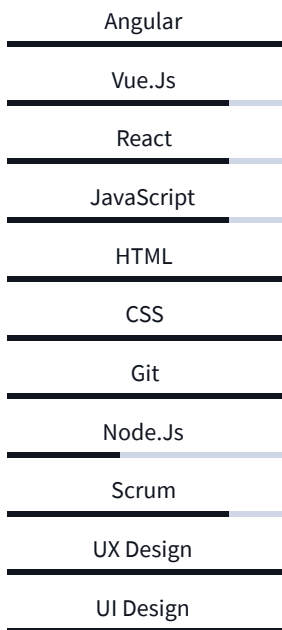 Angular
Vue.Js
React
JavaScript
HTML
CSS
Git
Node.Js
Scrum
UX Design
UI Design